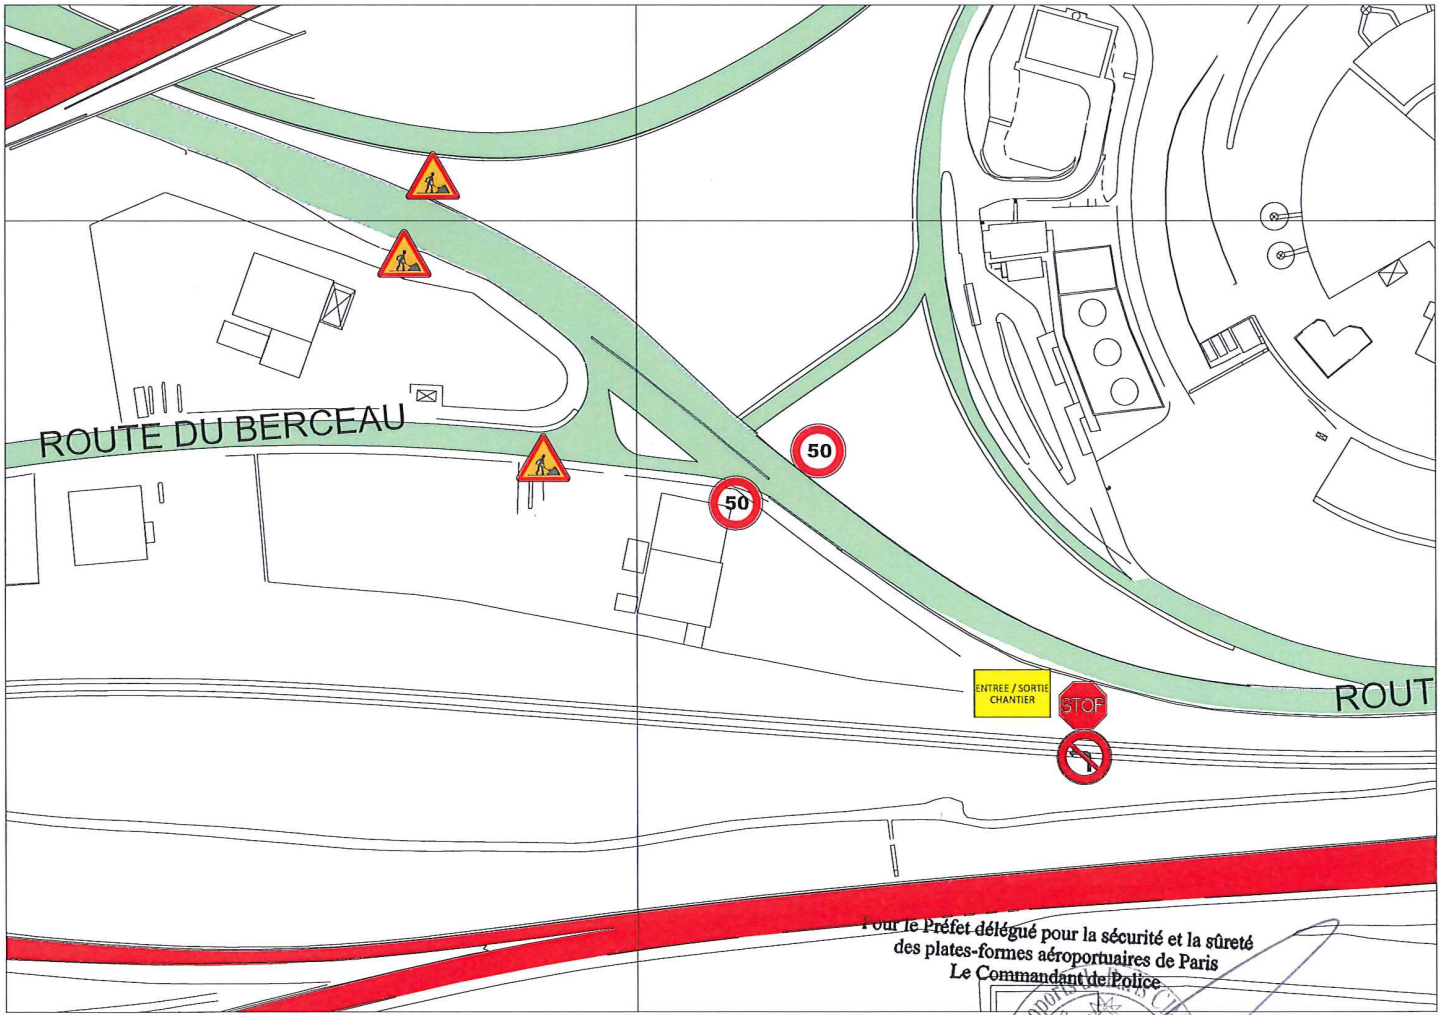 ROUTE DU BERCEAU
50
50
ENTREE / SORTIE
CHANTIER
STOP
ROUT
Pour le Préfet délégué pour la sécurité et la sûreté
des plates-formes aéroportuaires de Paris
Le Commandant de Police